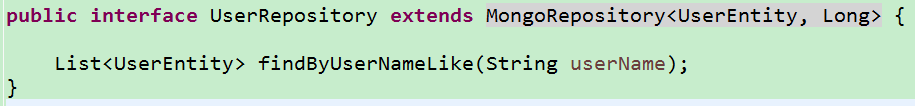 public interface UserRepository extends MongoRepository<UserEntity, Long> {
List<UserEntity> findByUserNameLike(String userName);
}